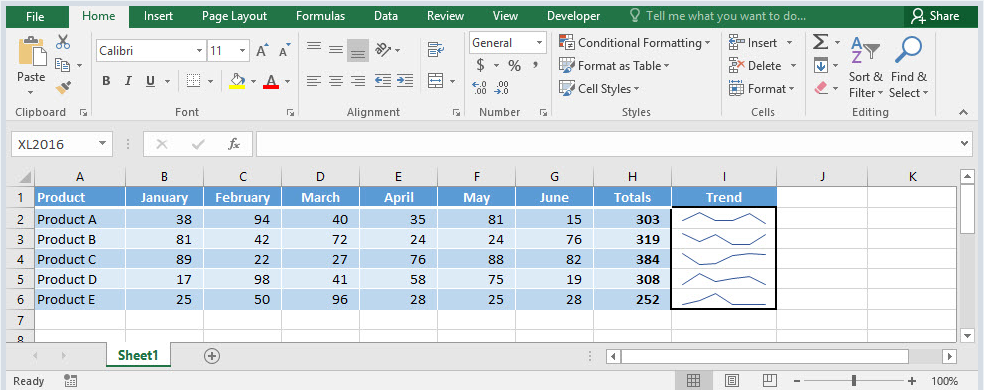 File Home Insert Page Layout Formulas Data Review View Developer Tell me what you want to do... Share
Calibri 11 A A General Conditional Formatting Insert Σ A Z
Paste B I U A $ % , Format as Table Delete Sort & Find &
←.0 .00 .00 →.0 Cell Styles Format Filter Select
Clipboard Font Alignment Number Styles Cells Editing
XL2016 fx
A B C D E F G H I J K
1 Product January February March April May June Totals Trend
2 Product A 38 94 40 35 81 15 303
3 Product B 81 42 72 24 24 76 319
4 Product C 89 22 27 76 88 82 384
5 Product D 17 98 41 58 75 19 308
6 Product E 25 50 96 28 25 28 252
7
8
Sheet1
Ready 100%